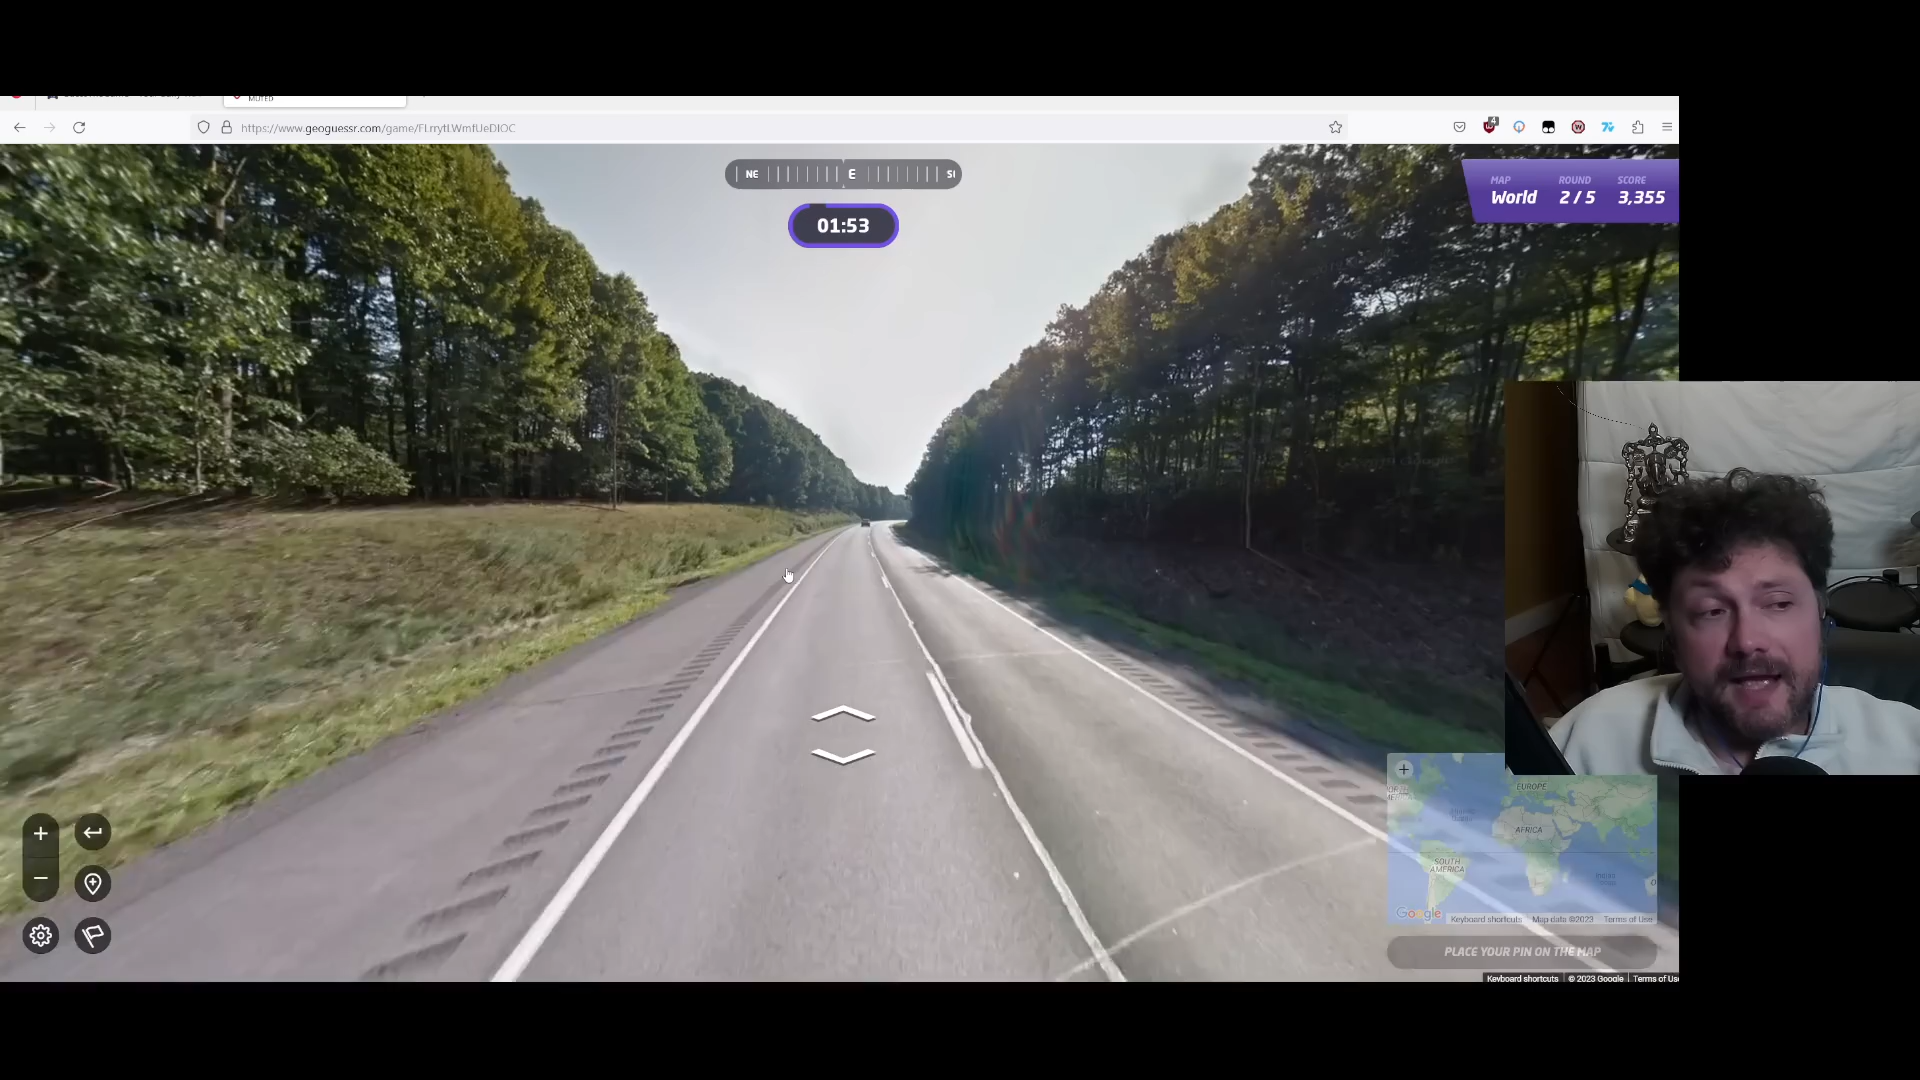 MUTED
https://www.geoguessr.com/game/FLrrytLWmfUeDIOC
4
NE
E
01:53
MAP
ROUND
SCORE
World
2 / 5
3,355
EUROPE
AFRICA
SOUTH
AMERICA
Google
Keyboard shortcuts
Map data ©2023
Terms of Use
PLACE YOUR PIN ON THE MAP
Keyboard shortcuts
© 2023 Google
Terms of Use